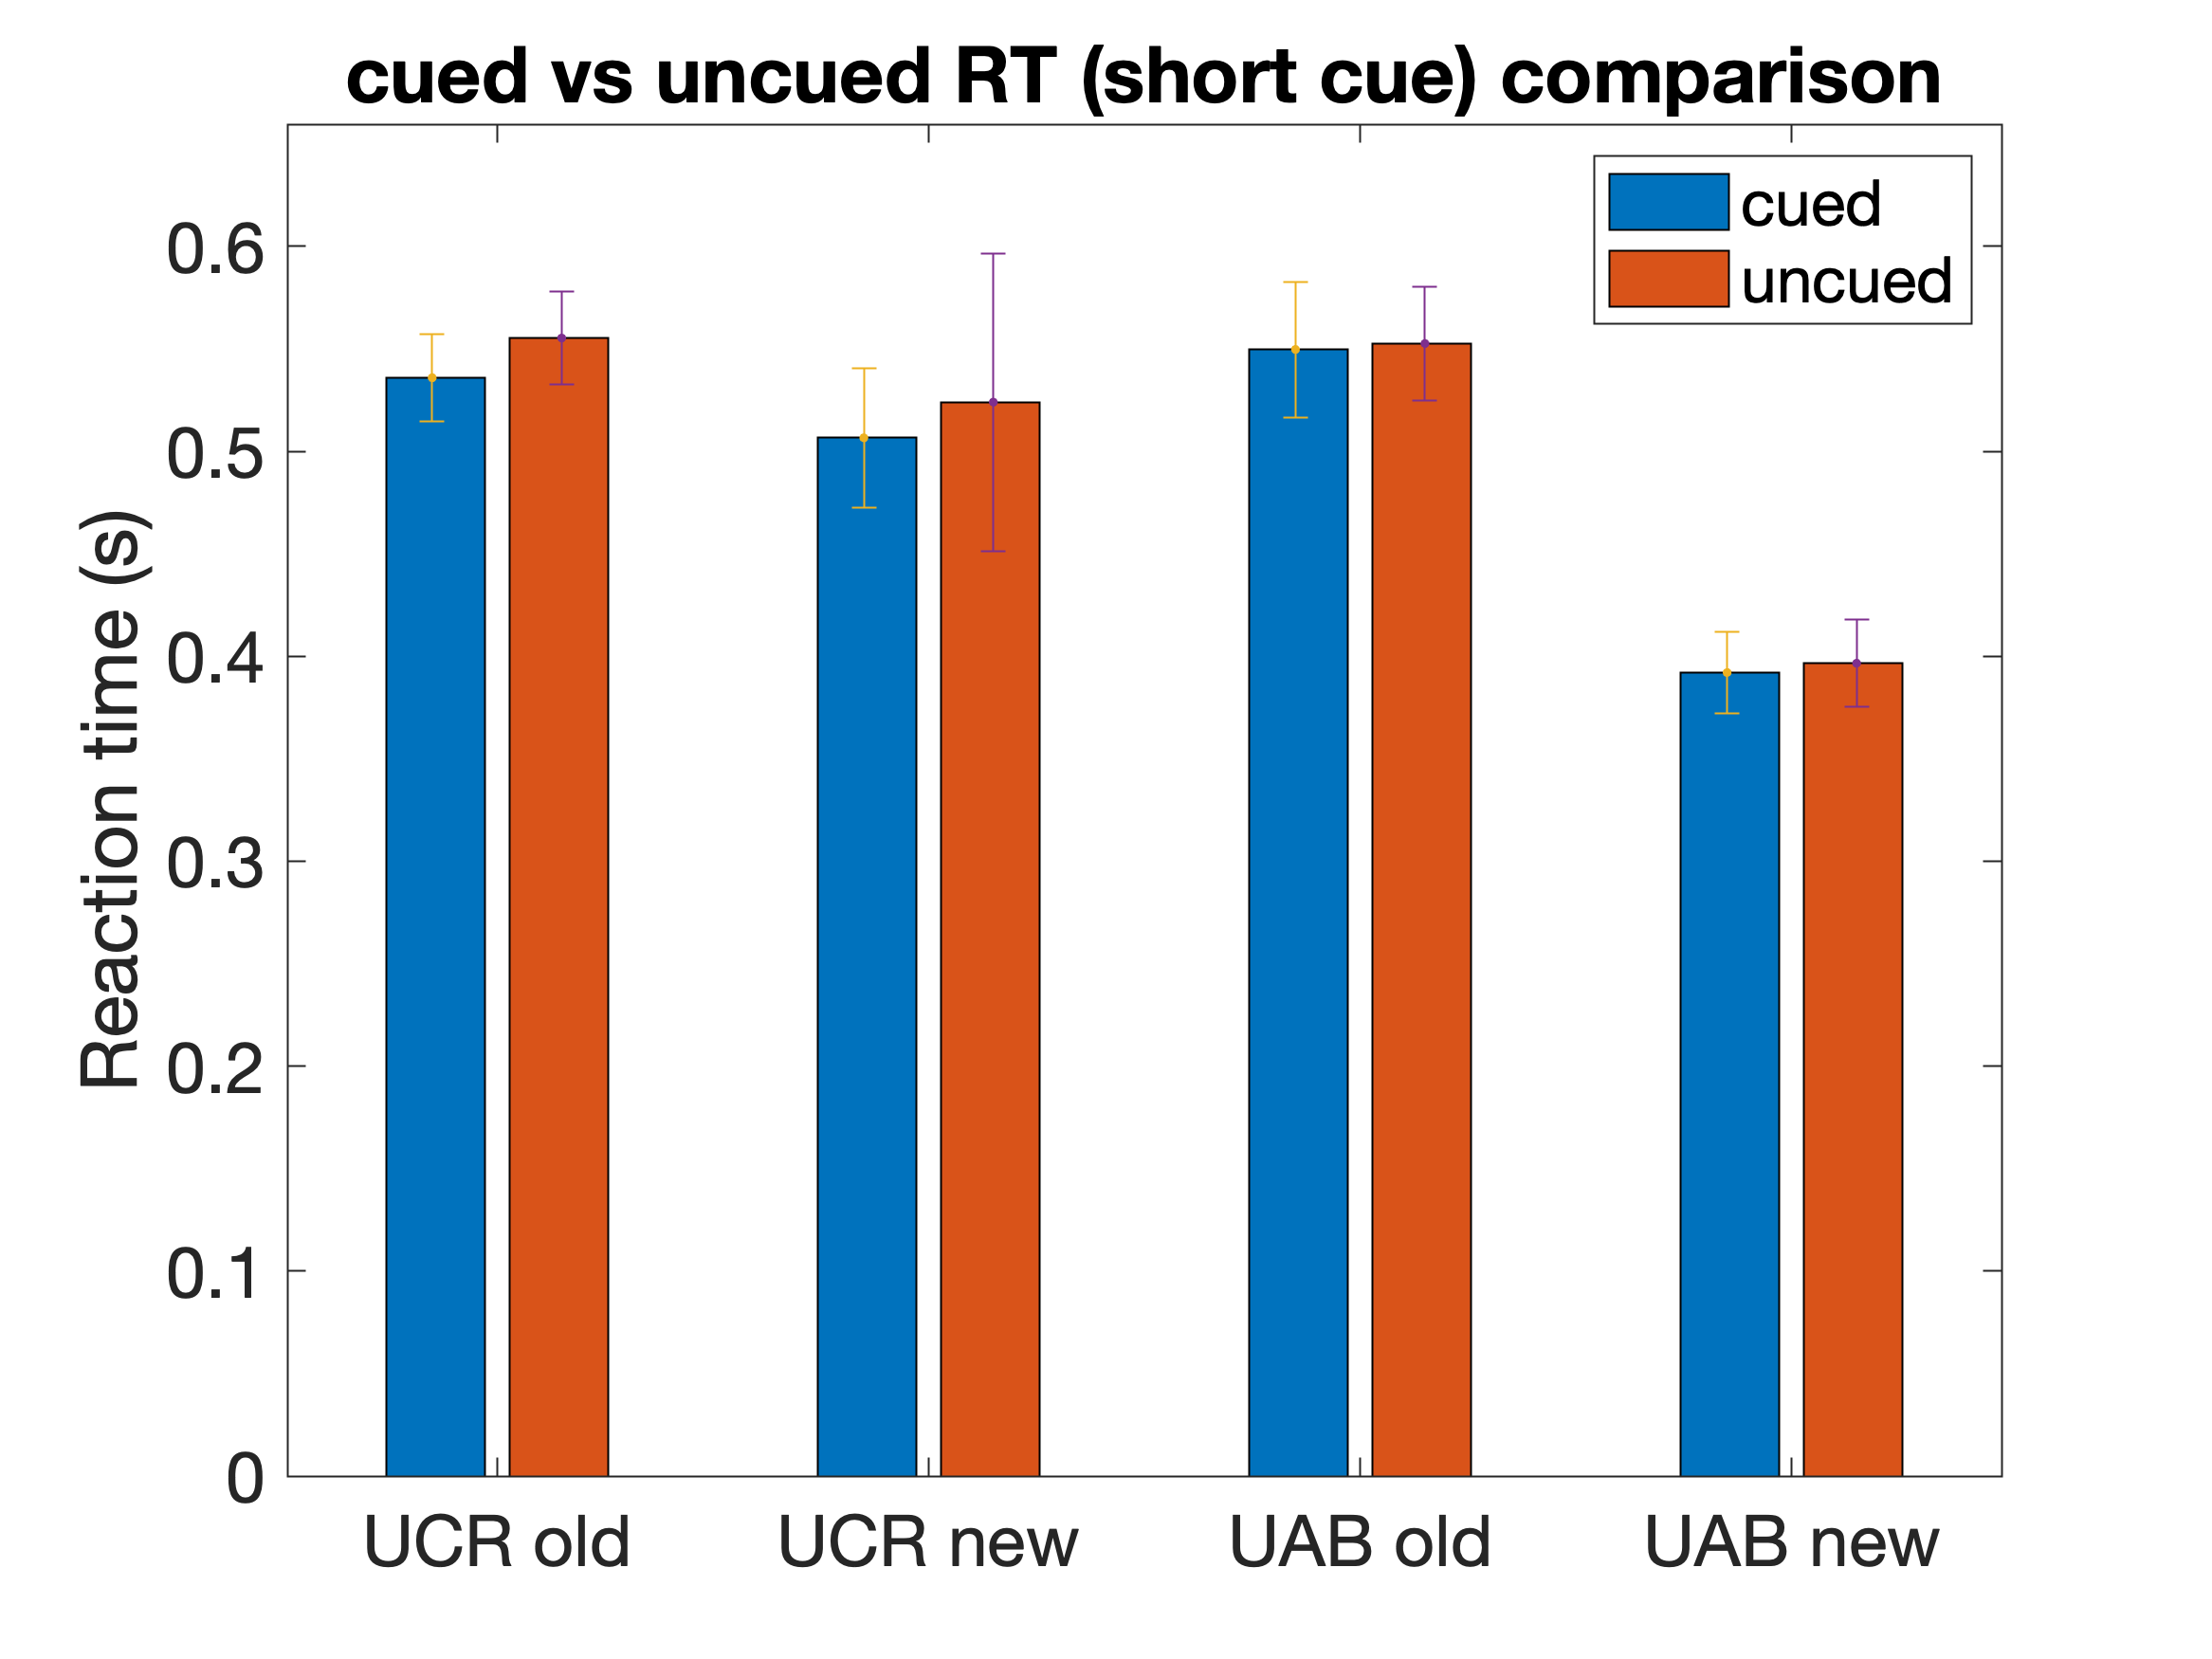 cued vs uncued RT (short cue) comparison
cued
uncued
Reaction time (s)
0.6
0.5
0.4
0.3
0.2
0.1
0
UCR old
UCR new
UAB old
UAB new